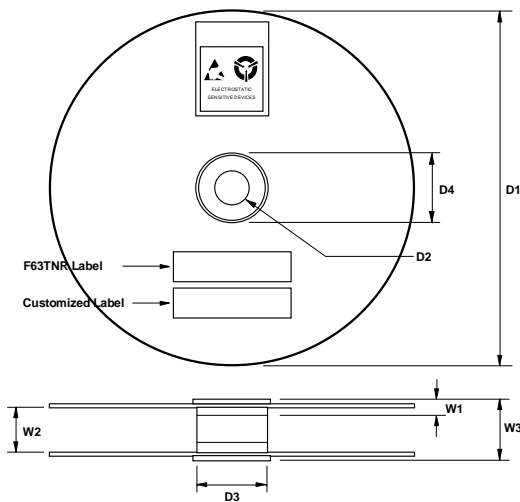 ELECTROSTATIC
SENSITIVE DEVICES
D4
D1
D2
F63TNR Label
Customized Label
W1
W2
W3
D3